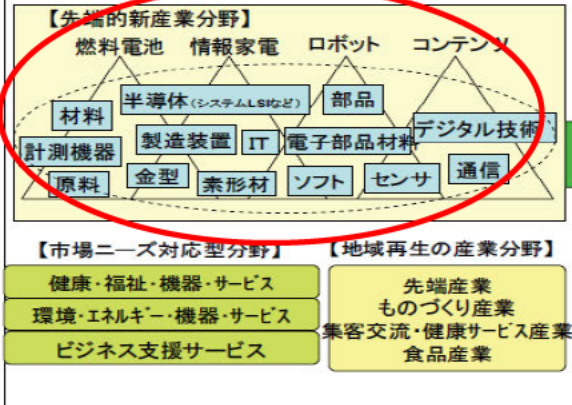 【先端的新産業分野】
燃料電池 情報家電 ロボット コンテンツ
半導体(システムLSIなど) 部品
材料
製造装置 IT 電子部品材料 デジタル技術
計測機器
原料 金型 素形材 ソフト センサ 通信
【市場ニーズ対応型分野】 【地域再生の産業分野】
健康・福祉・機器・サービス
環境・エネルギー・機器・サービス
ビジネス支援サービス
先端産業
ものづくり産業
集客交流・健康サービス産業
食品産業